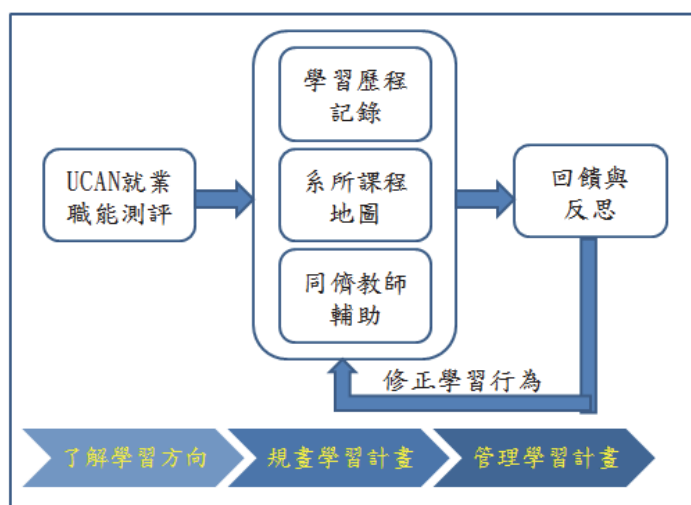 學習歷程
記錄
UCAN就業
職能測評
系所課程
地圖
回饋與
反思
同儕教師
輔助
修正學習行為
了解學習方向
規畫學習計畫
管理學習計畫